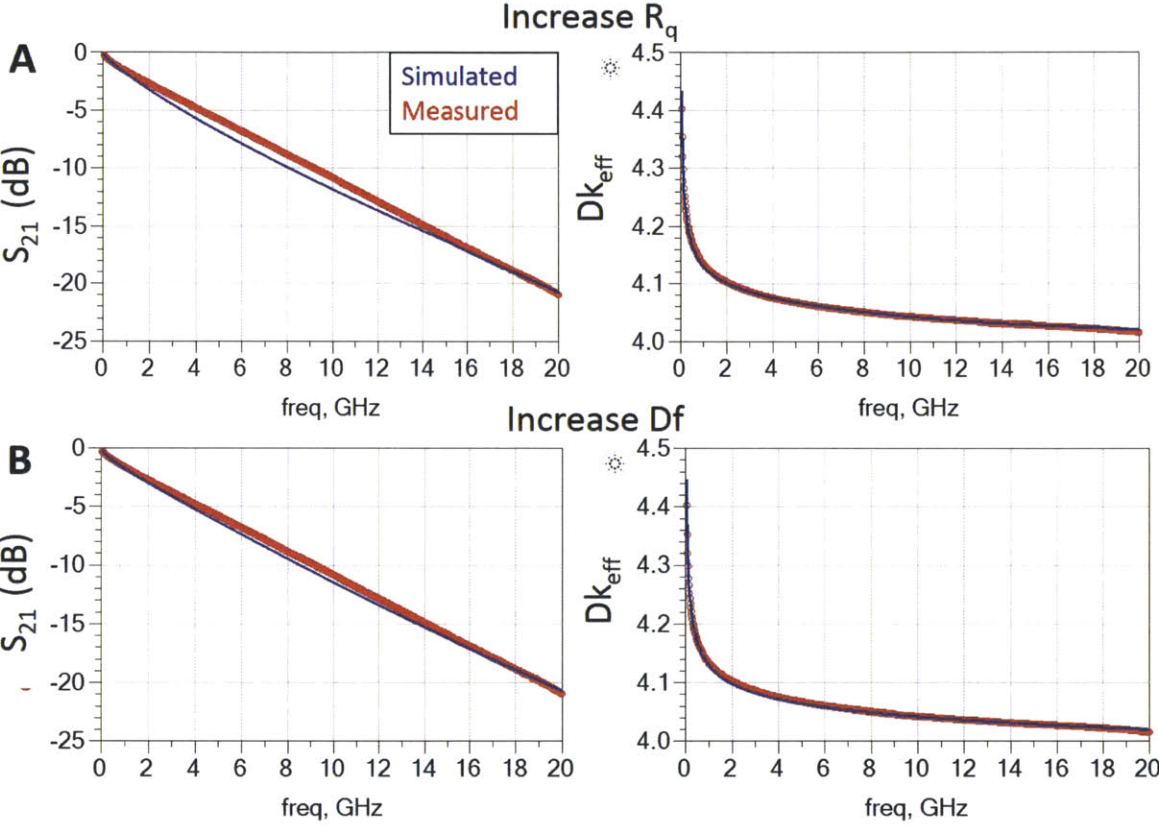 Increase Rq
A
Simulated
Measured
S21 (dB)
0
-5
-10
-15
-20
-25
0 2 4 6 8 10 12 14 16 18 20
freq, GHz
Dkeff
4.5
4.4
4.3
4.2
4.1
4.0
0 2 4 6 8 10 12 14 16 18 20
freq, GHz
Increase Df
B
S21 (dB)
0
-5
-10
-15
-20
-25
0 2 4 6 8 10 12 14 16 18 20
freq, GHz
Dkeff
4.5
4.4
4.3
4.2
4.1
4.0
0 2 4 6 8 10 12 14 16 18 20
freq, GHz